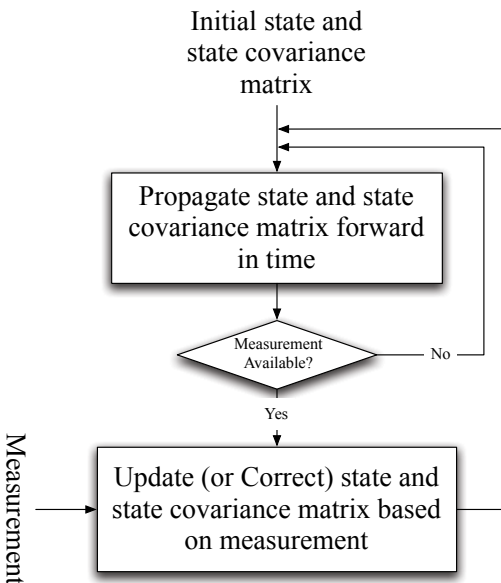 Initial state and
state covariance
matrix
Propagate state and state
covariance matrix forward
in time
Measurement
Available?
No
Yes
Measurement
Update (or Correct) state and
state covariance matrix based
on measurement